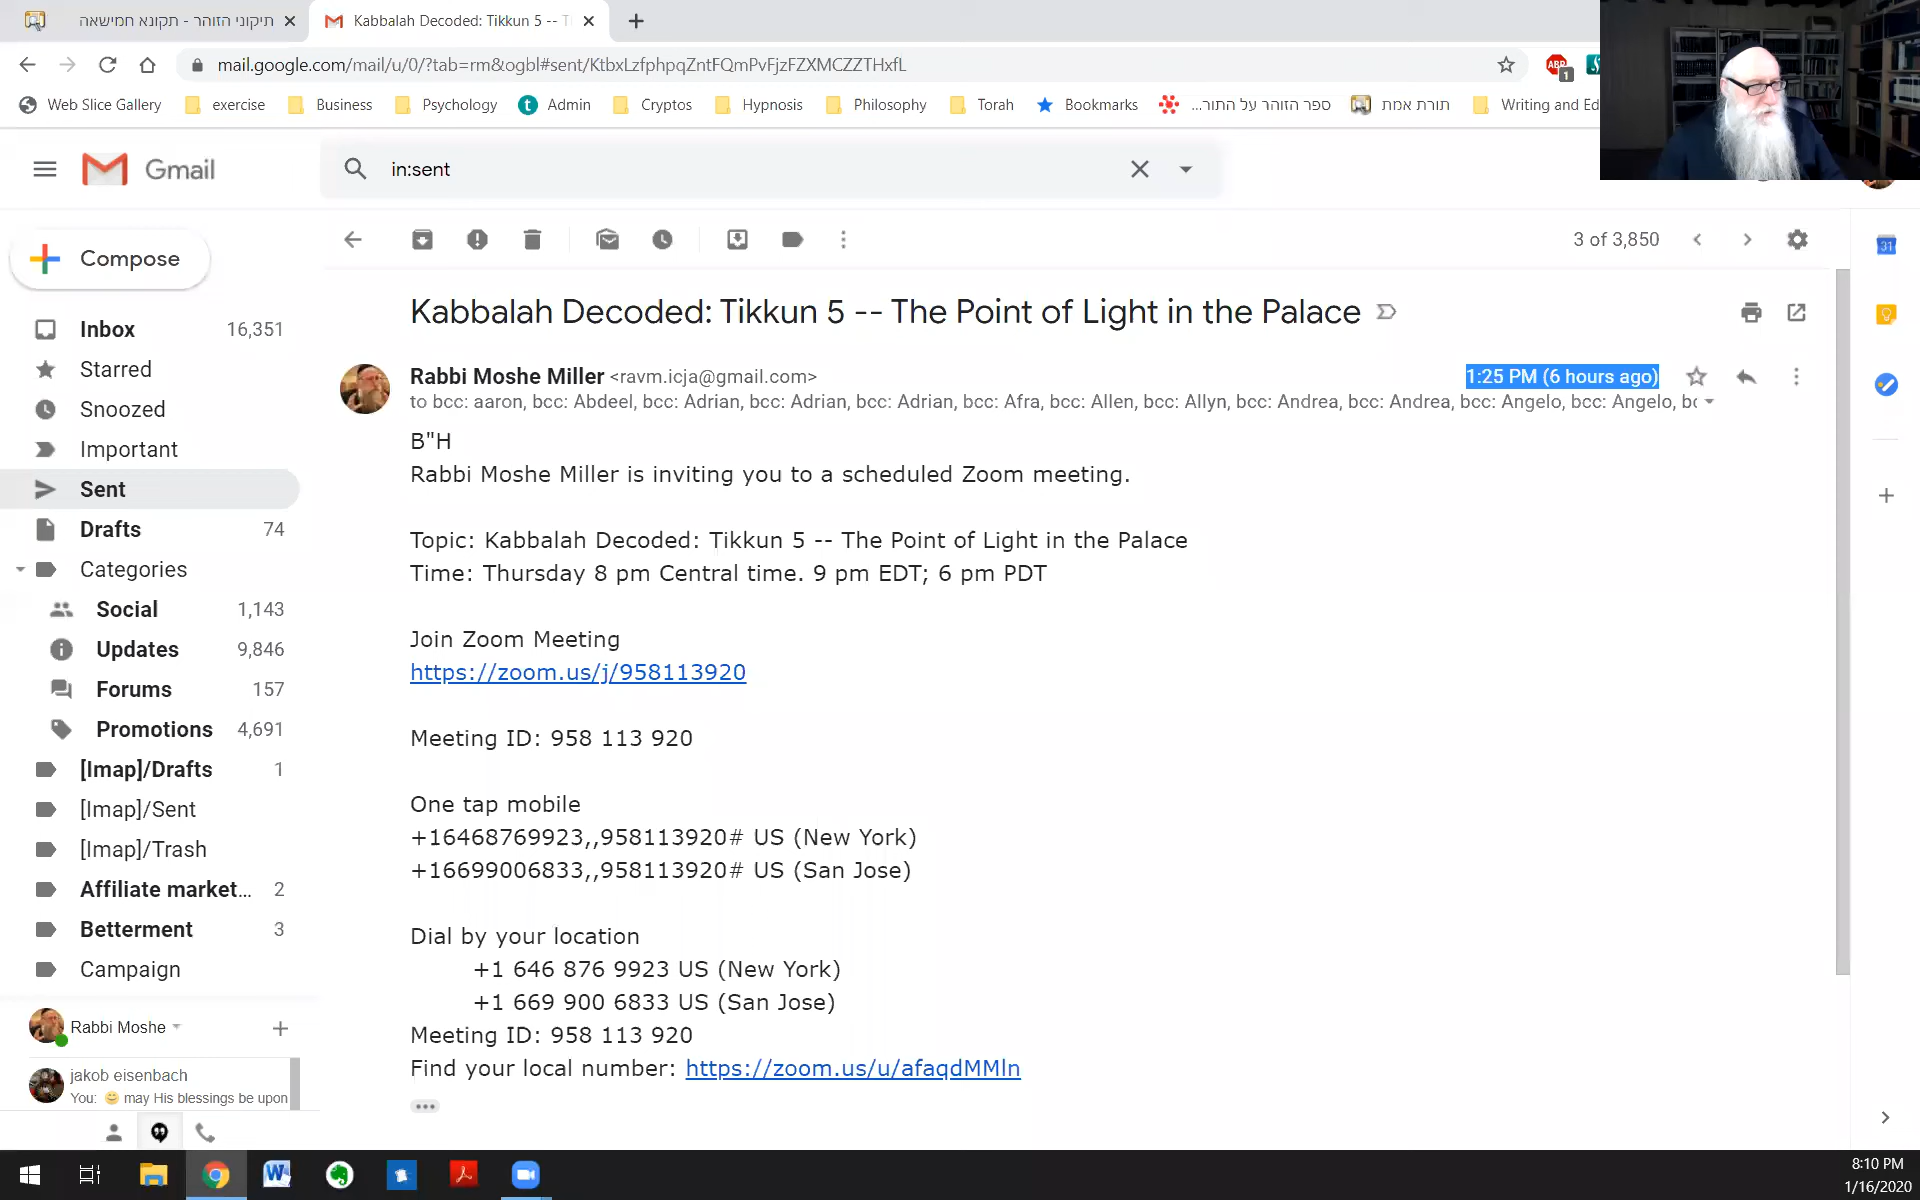 תיקוני הזוהר - תקונא חמישאה
Kabbalah Decoded: Tikkun 5 -- T
mail.google.com/mail/u/0/?tab=rm&ogbl#sent/KtbxLzfphpqZntFQmPvFjzFZXMCZZTHxfL
ABP
1
Web Slice Gallery
exercise
Business
Psychology
t
Admin
Cryptos
Hypnosis
Philosophy
Torah
Bookmarks
ספר הזוהר על התור...
תורת אמת
Writing and Ed
Gmail
in:sent
Compose
3 of 3,850
31
Inbox 16,351
Starred
Snoozed
Important
Sent
Drafts 74
Categories
Social 1,143
Updates 9,846
Forums 157
Promotions 4,691
[Imap]/Drafts 1
[Imap]/Sent
[Imap]/Trash
Affiliate market... 2
Betterment 3
Campaign
Rabbi Moshe
jakob eisenbach
You: 😊 may His blessings be upon
Kabbalah Decoded: Tikkun 5 -- The Point of Light in the Palace
Rabbi Moshe Miller <ravm.icja@gmail.com>
1:25 PM (6 hours ago)
to bcc: aaron, bcc: Abdeel, bcc: Adrian, bcc: Adrian, bcc: Adrian, bcc: Afra, bcc: Allen, bcc: Allyn, bcc: Andrea, bcc: Andrea, bcc: Angelo, bcc: Angelo,
B"H
Rabbi Moshe Miller is inviting you to a scheduled Zoom meeting.
Topic: Kabbalah Decoded: Tikkun 5 -- The Point of Light in the Palace
Time: Thursday 8 pm Central time. 9 pm EDT; 6 pm PDT
Join Zoom Meeting
https://zoom.us/j/958113920
Meeting ID: 958 113 920
One tap mobile
+16468769923,,958113920# US (New York)
+16699006833,,958113920# US (San Jose)
Dial by your location
+1 646 876 9923 US (New York)
+1 669 900 6833 US (San Jose)
Meeting ID: 958 113 920
Find your local number: https://zoom.us/u/afaqdMMln
8:10 PM
1/16/2020